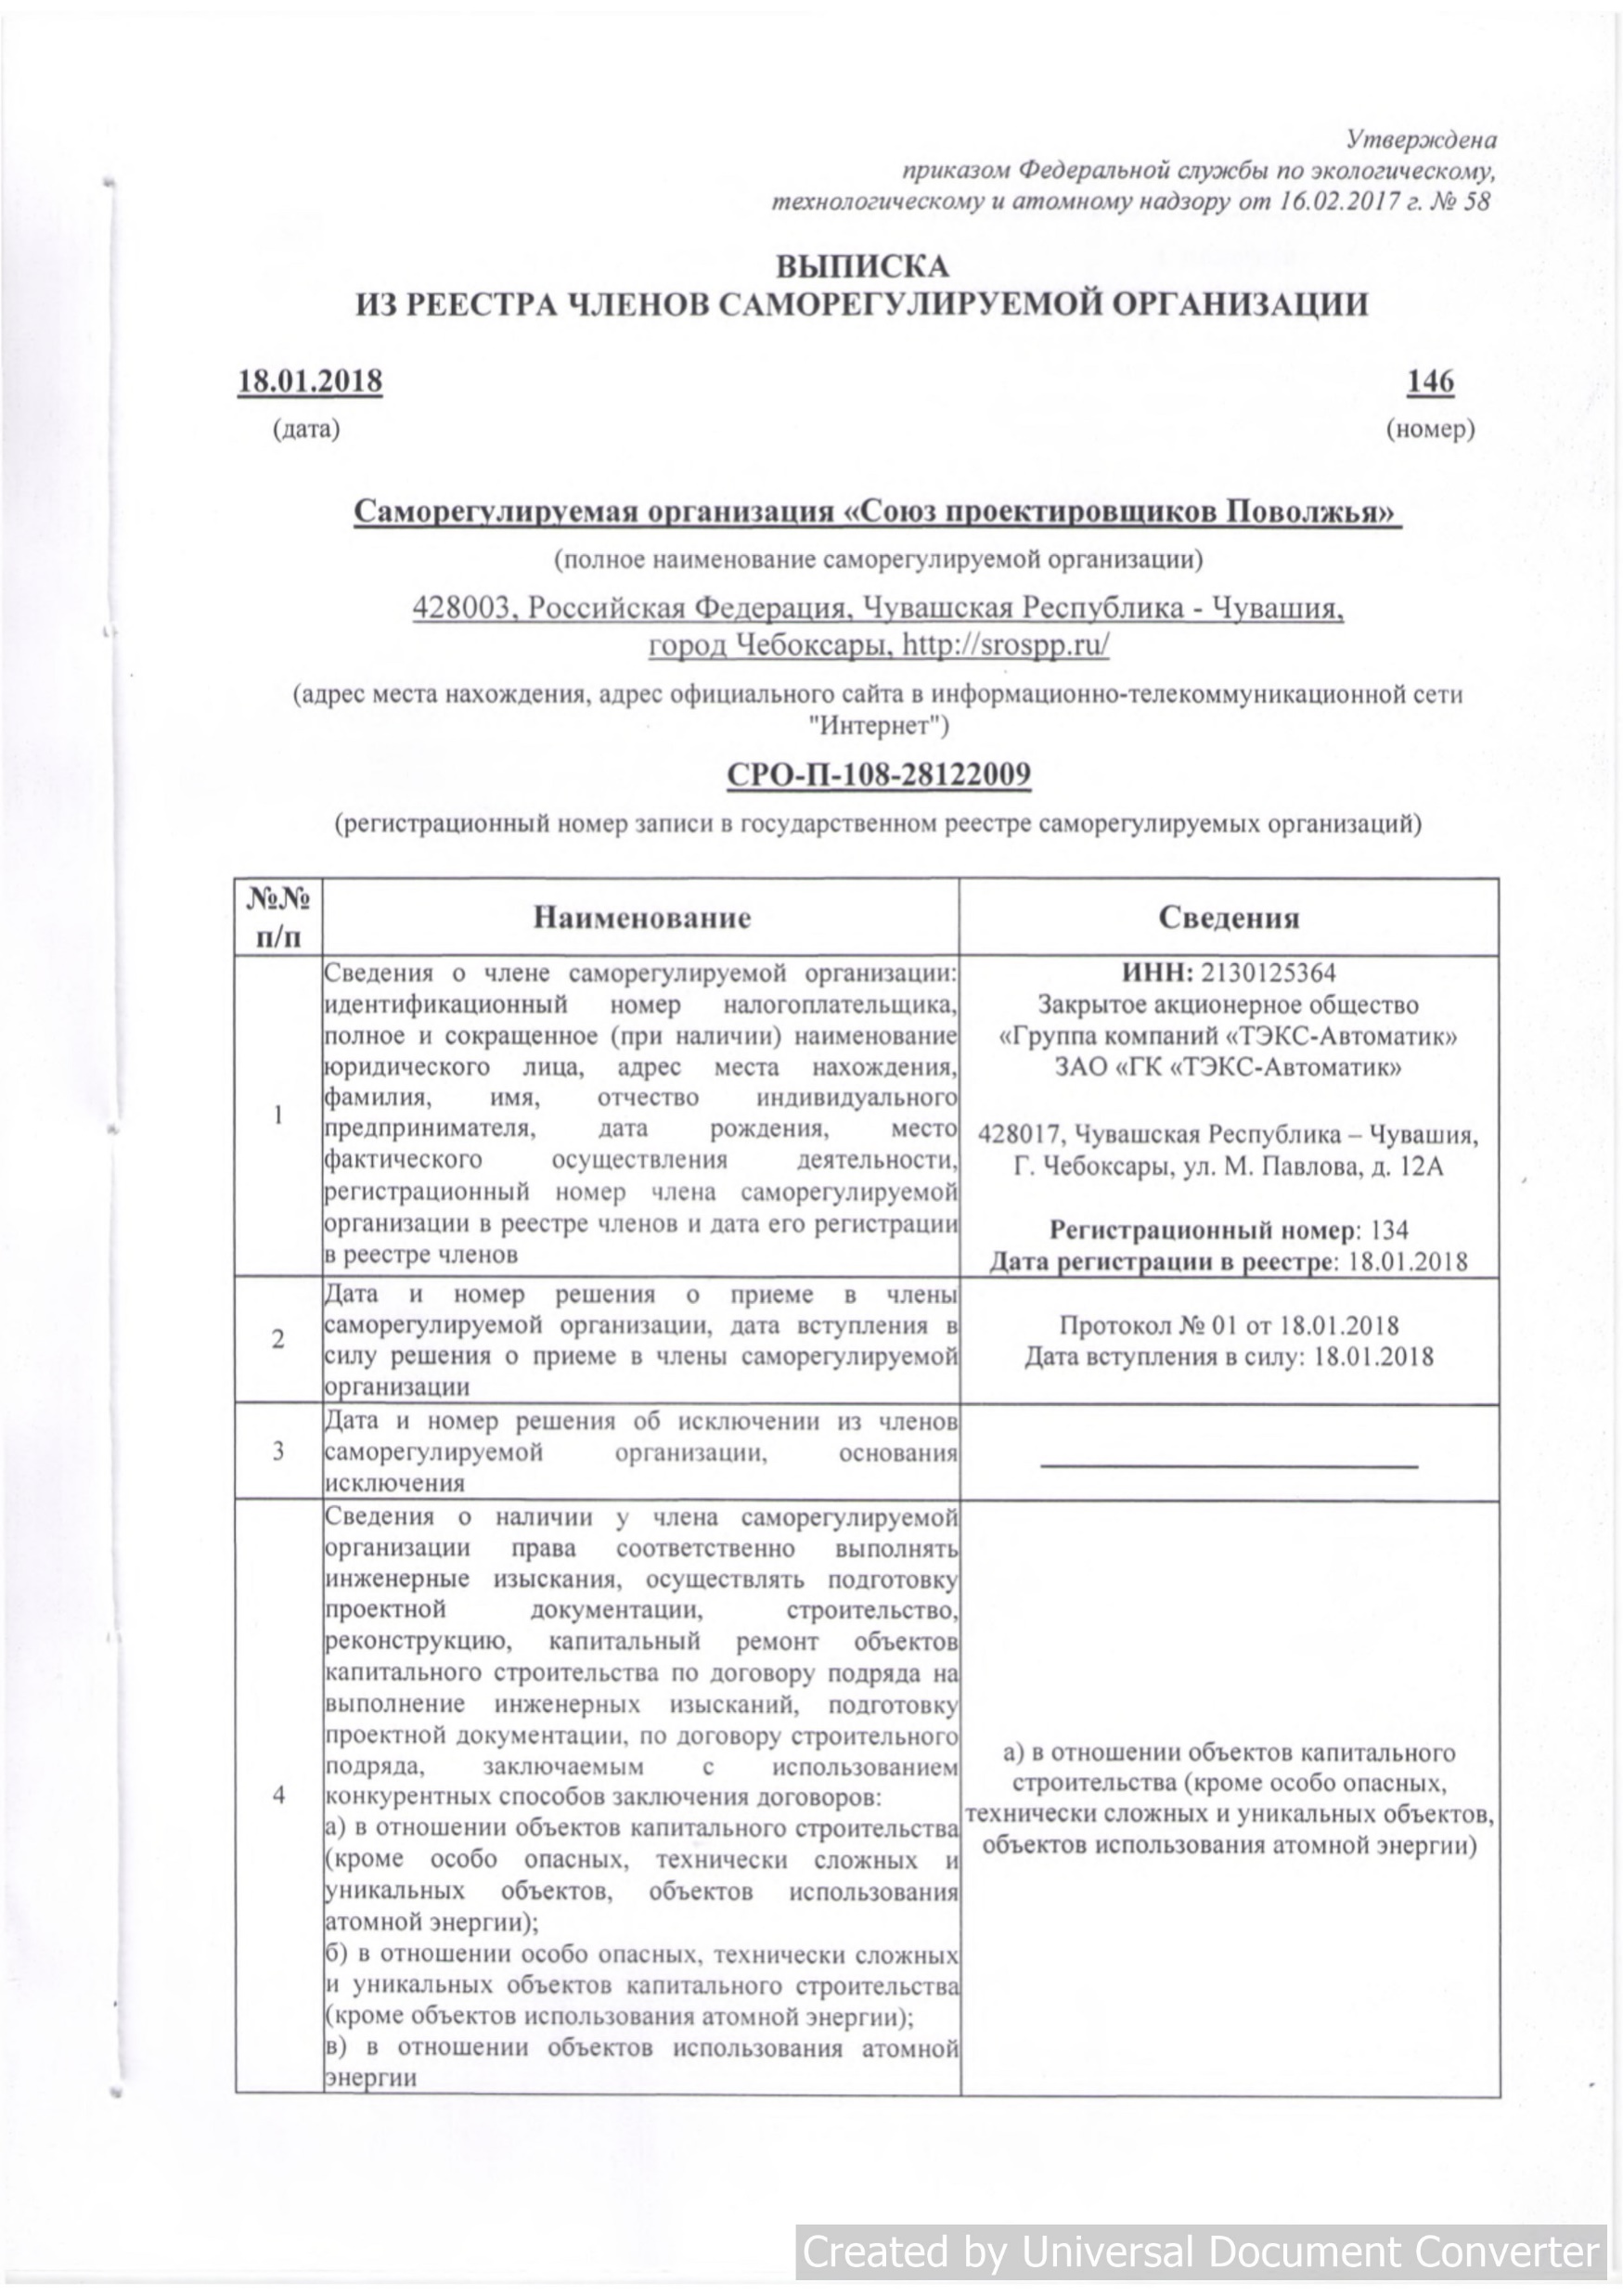 Утверждена
приказом Федеральной службы по экологическому,
технологическому и атомному надзору от 16.02.2017 г. № 58
ВЫПИСКА
ИЗ РЕЕСТРА ЧЛЕНОВ САМОРЕГУЛИРУЕМОЙ ОРГАНИЗАЦИИ
18.01.2018
146
(дата)
(номер)
Саморегулируемая организация «Союз проектировщиков Поволжья»
(полное наименование саморегулируемой организации)
428003, Российская Федерация, Чувашская Республика - Чувашия,
город Чебоксары, http://srospp.ru/
(адрес места нахождения, адрес официального сайта в информационно-телекоммуникационной сети
"Интернет")
СРО-П-108-28122009
(регистрационный номер записи в государственном реестре саморегулируемых организаций)
№№
п/п
Наименование
Сведения
1
Сведения о члене саморегулируемой организации:
идентификационный номер налогоплательщика,
полное и сокращенное (при наличии) наименование
юридического лица, адрес места нахождения,
фамилия, имя, отчество индивидуального
предпринимателя, дата рождения, место
фактического осуществления деятельности,
регистрационный номер члена саморегулируемой
организации в реестре членов и дата его регистрации
в реестре членов
ИНН: 2130125364
Закрытое акционерное общество
«Группа компаний «ТЭКС-Автоматик»
ЗАО «ГК «ТЭКС-Автоматик»
428017, Чувашская Республика – Чувашия,
Г. Чебоксары, ул. М. Павлова, д. 12А
Регистрационный номер: 134
Дата регистрации в реестре: 18.01.2018
2
Дата и номер решения о приеме в члены
саморегулируемой организации, дата вступления в
силу решения о приеме в члены саморегулируемой
организации
Протокол № 01 от 18.01.2018
Дата вступления в силу: 18.01.2018
3
Дата и номер решения об исключении из членов
саморегулируемой организации, основания
исключения
4
Сведения о наличии у члена саморегулируемой
организации права соответственно выполнять
инженерные изыскания, осуществлять подготовку
проектной документации, строительство,
реконструкцию, капитальный ремонт объектов
капитального строительства по договору подряда на
выполнение инженерных изысканий, подготовку
проектной документации, по договору строительного
подряда, заключаемым с использованием
конкурентных способов заключения договоров:
а) в отношении объектов капитального строительства
(кроме особо опасных, технически сложных и
уникальных объектов, объектов использования
атомной энергии);
б) в отношении особо опасных, технически сложных
и уникальных объектов капитального строительства
(кроме объектов использования атомной энергии);
в) в отношении объектов использования атомной
энергии
а) в отношении объектов капитального
строительства (кроме особо опасных,
технически сложных и уникальных объектов,
объектов использования атомной энергии)
Created by Universal Document Converter